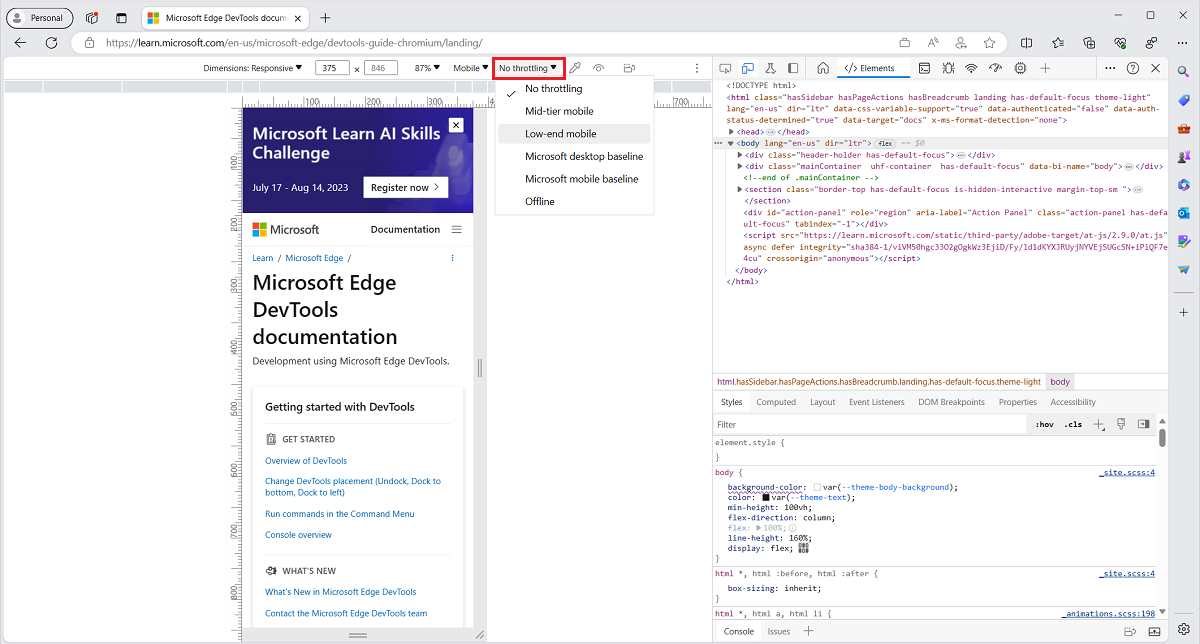 Personal
Microsoft Edge DevTools docum
https://learn.microsoft.com/en-us/microsoft-edge/devtools-guide-chromium/landing/
Dimensions: Responsive 375 × 846 87% Mobile No throttling
No throttling
Mid-tier mobile
Low-end mobile
Microsoft desktop baseline
Microsoft mobile baseline
Offline
100 200 300 700
100
200
300
400
500
600
700
800
Microsoft Learn AI Skills
Challenge
July 17 - Aug 14, 2023 Register now
Microsoft Documentation
Learn / Microsoft Edge /
Microsoft Edge
DevTools
documentation
Development using Microsoft Edge DevTools.
Getting started with DevTools
GET STARTED
Overview of DevTools
Change DevTools placement (Undock, Dock to
bottom, Dock to left)
Run commands in the Command Menu
Console overview
WHAT'S NEW
What's New in Microsoft Edge DevTools
Contact the Microsoft Edge DevTools team
Elements
<!DOCTYPE html>
<html class="hasSidebar hasPageActions hasBreadcrumb landing has-default-focus theme-light"
lang="en-us" dir="ltr" data-css-variable-support="true" data-authenticated="false" data-auth-
status-determined="true" data-target="docs" x-ms-format-detection="none">
<head> </head>
<body lang="en-us" dir="ltr"> flex == $0
<div class="header-holder has-default-focus"> </div>
<div class="mainContainer uhf-container has-default-focus" data-bi-name="body"> </div>
<!--end of .mainContainer -->
<section class="border-top has-default-focus is-hidden-interactive margin-top-sm ">
</section>
<div id="action-panel" role="region" aria-label="Action Panel" class="action-panel has-defa
ult-focus" tabindex="-1"></div>
<script src="https://learn.microsoft.com/static/third-party/adobe-target/at-js/2.9.0/at.js"
async defer crossorigin="anonymous"></script>
</body>
</html>
html.hasSidebar.hasPageActions.hasBreadcrumb.landing.has-default-focus.theme-light body
Styles Computed Layout Event Listeners DOM Breakpoints Properties Accessibility
Filter :hov .cls
element.style {
}
body { _site.scss:4
background-color: var(--theme-body-background);
color: var(--theme-text);
min-height: 100vh;
flex-direction: column;
flex: 100%;
line-height: 160%;
display: flex;
}
html *, html :before, html :after { _site.scss:4
box-sizing: inherit;
}
html *, html a, html li { _animations.scss:198
Console Issues